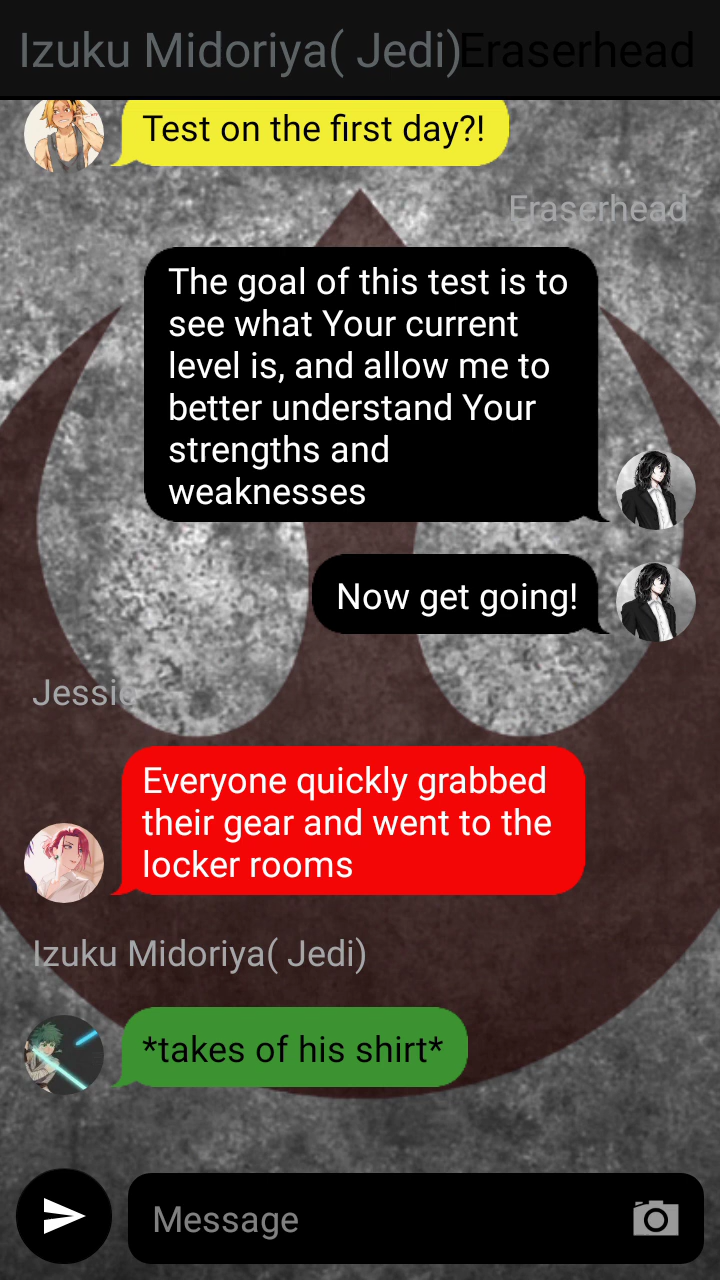 Izuku Midoriya( Jedi)Eraserhead
Test on the first day?!
Eraserhead
The goal of this test is to
see what Your current
level is, and allow me to
better understand Your
strengths and
weaknesses
Now get going!
Jessie
Everyone quickly grabbed
their gear and went to the
locker rooms
Izuku Midoriya( Jedi)
*takes of his shirt*
Message